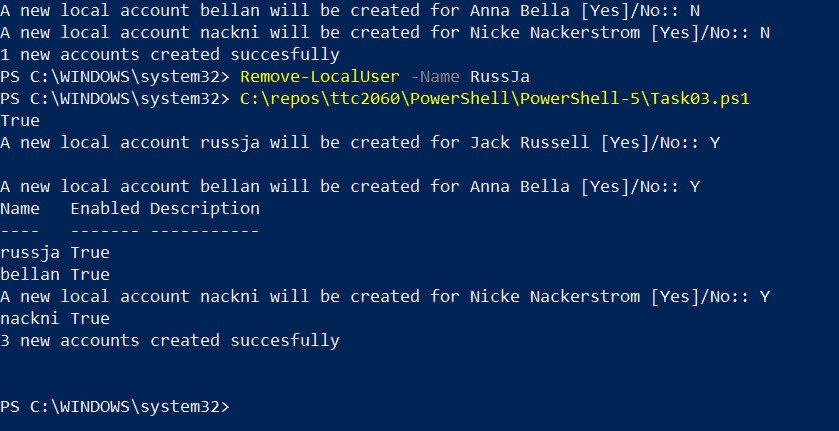 A new local account bellan will be created for Anna Bella [Yes]/No:: N
A new local account nackni will be created for Nicke Nackerstrom [Yes]/No:: N
1 new accounts created succesfully
PS C:\WINDOWS\system32> Remove-LocalUser -Name RussJa
PS C:\WINDOWS\system32> C:\repos\ttc2060\PowerShell\PowerShell-5\Task03.ps1
True
A new local account russja will be created for Jack Russell [Yes]/No:: Y
A new local account bellan will be created for Anna Bella [Yes]/No:: Y
Name   Enabled Description
----   ------- -----------
russja True
bellan True
A new local account nackni will be created for Nicke Nackerstrom [Yes]/No:: Y
nackni True
3 new accounts created succesfully
PS C:\WINDOWS\system32>